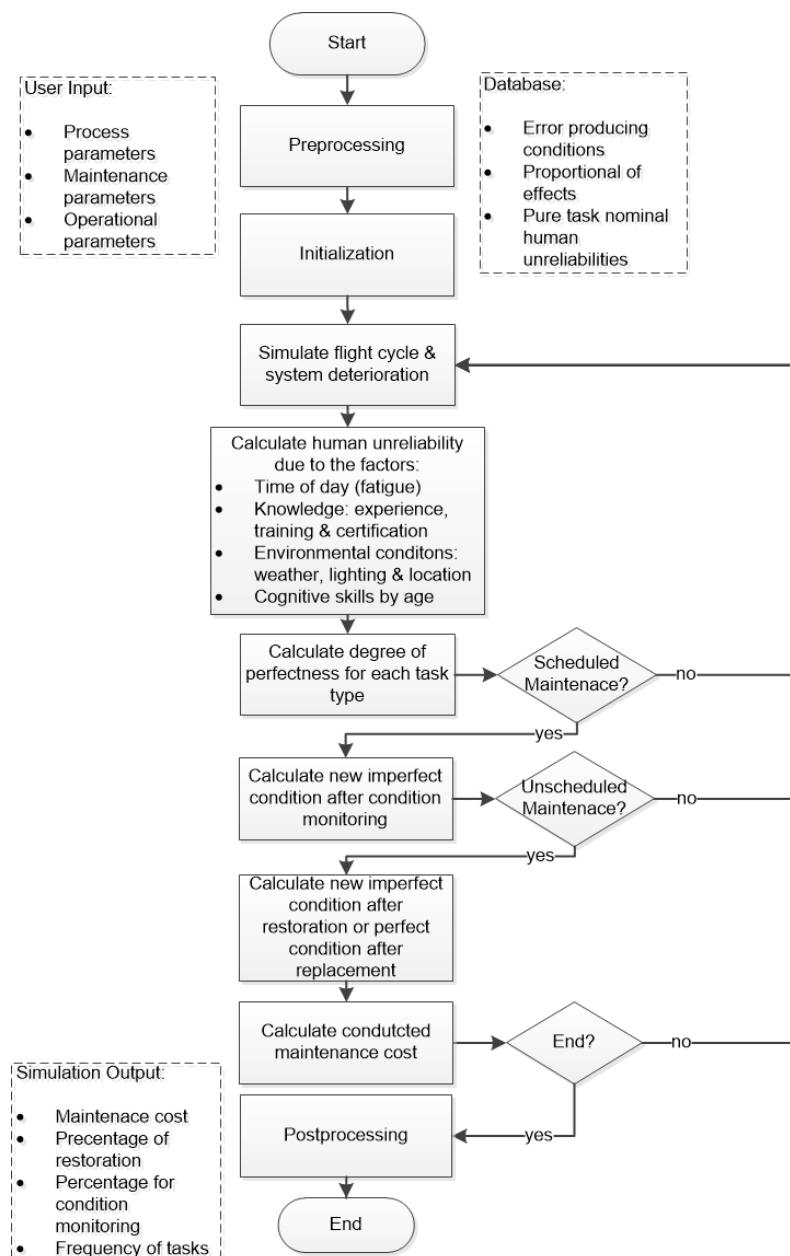 Start
User Input:
Process
parameters
Maintenance
parameters
Operational
parameters
Database:
Error producing
conditions
Proportional of
effects
Pure task nominal
human
unreliabilities
Preprocessing
Initialization
Simulate flight cycle &
system deterioration
Calculate human unreliability
due to the factors:
Time of day (fatigue)
Knowledge: experience,
training & certification
Environmental conditons:
weather, lighting & location
Cognitive skills by age
Calculate degree of
perfectness for each task
type
Scheduled
Maintenace?
no
yes
Calculate new imperfect
condition after condition
monitoring
Unscheduled
Maintenace?
no
yes
Calculate new imperfect
condition after
restoration or perfect
condition after
replacement
Calculate condutcted
maintenance cost
End?
no
yes
Postprocessing
End
Simulation Output:
Maintenace cost
Precentage of
restoration
Percentage for
condition
monitoring
Frequency of tasks